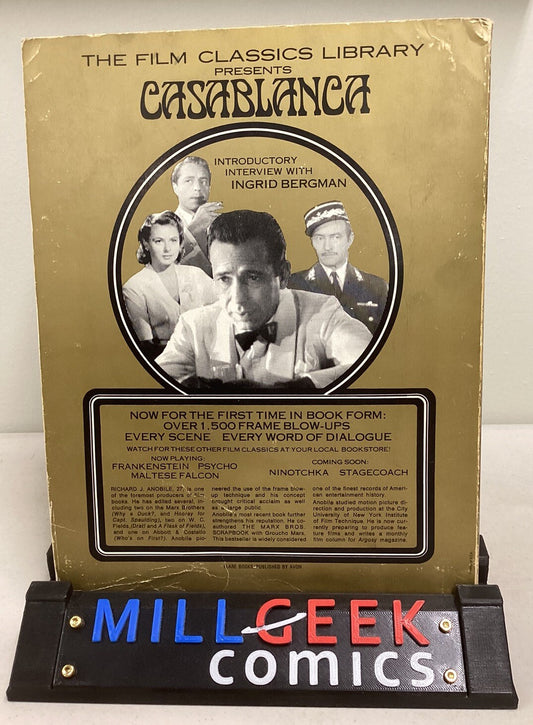 THE FILM CLASSICS LIBRARY
PRESENTS
CASABLANCA
INTRODUCTORY
INTERVIEW WITH
INGRID BERGMAN
NOW FOR THE FIRST TIME IN BOOK FORM:
OVER 1,500 FRAME BLOW-UPS
EVERY SCENE EVERY WORD OF DIALOGUE
WATCH FOR THESE OTHER FILM CLASSICS AT YOUR LOCAL BOOKSTORE!
NOW PLAYING:
FRANKENSTEIN PSYCHO
MALTESE FALCON
COMING SOON:
NINOTCHKA STAGECOACH
RICHARD J. ANOBILE, 27, is one
of the foremost producers of film
books. He has edited several, in-
cluding two on the Marx Brothers
(Why a Duck?, and Hooray for
Capt. Spaulding!), two on W. C.
Fields, (Drat! and A Flask of Fields),
and one on Abbott & Costello
(Who's on First?). Anobile pio-
neered the use of the frame blow-
up technique and his concept
brought critical acclaim as well
as a large public.
Anobile's most recent book further
strengthens his reputation. He co-
authored THE MARX BROS.
SCRAPBOOK with Groucho Marx.
This bestseller is widely considered
one of the finest records of Ameri-
can entertainment history.
Anobile studied motion picture di-
rection and production at the City
University of New York Institute
of Film Technique. He is now cur-
rently preparing to produce fea-
ture films and writes a monthly
film column for Argosy magazine.
BOOKS PUBLISHED BY AVON
MILLGEEK
comics